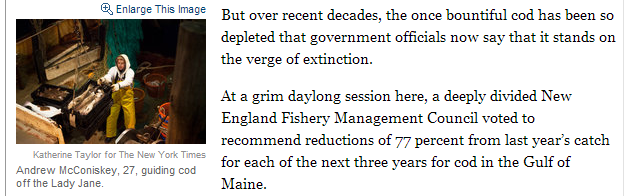 Enlarge This Image
Katherine Taylor for The New York Times
Andrew McConiskey, 27, guiding cod
off the Lady Jane.
But over recent decades, the once bountiful cod has been so
depleted that government officials now say that it stands on
the verge of extinction.
At a grim daylong session here, a deeply divided New
England Fishery Management Council voted to
recommend reductions of 77 percent from last year’s catch
for each of the next three years for cod in the Gulf of
Maine.